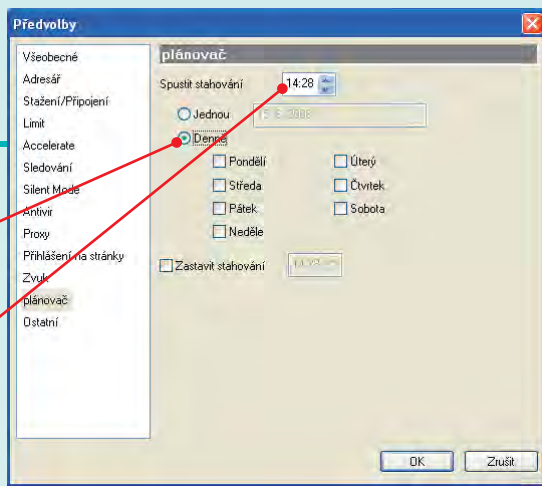 Předvolby
Všeobecné
Adresář
Stažení/Připojení
Limit
Accelerate
Sledování
Silent Mode
Antivir
Proxy
Přihlášení na stránky
Zvuk
plánovač
Ostatní
plánovač
Spustit stahování 14:28
Jednou
Denně
Pondělí Úterý
Středa Čtvrtek
Pátek Sobota
Neděle
Zastavit stahování
OK Zrušit